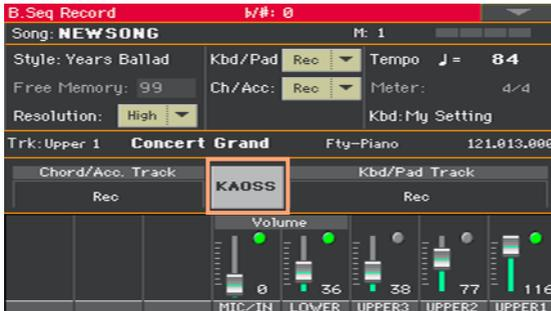 B.Seq Record ♭/#: 0
Song: NEWSONG M: 1
Style: Years Ballad Kbd/Pad Rec Tempo ♩ = 84
Free Memory: 99 Ch/Acc: Rec Meter: 4/4
Resolution: High Kbd: My Setting
Trk: Upper 1 Concert Grand Fty-Piano 121.013.000
Chord/Acc. Track KAOSS Kbd/Pad Track
Rec Rec
Volume
0 36 38 77 116
MIC/IN LOWER UPPER3 UPPER2 UPPER1